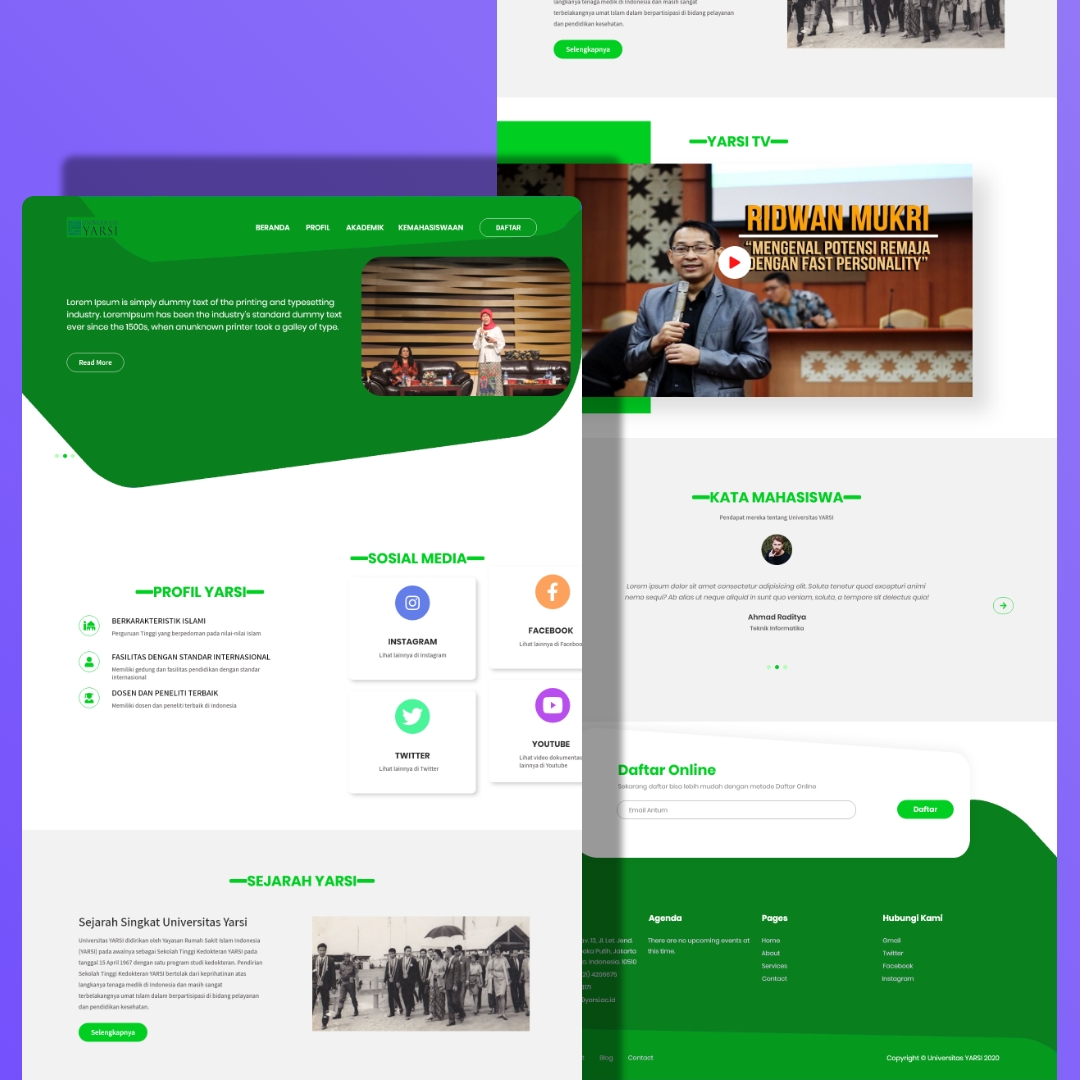 YARSI
BERANDA
PROFIL
AKADEMIK
KEMAHASISWAAN
DAFTAR
Lorem Ipsum is simply dummy text of the printing and typesetting
industry. Loremipsum has been the industry's standard dummy text
ever since the 1500s, when anunknown printer took a galley of type.
Read More
PROFIL YARSI
BERKARAKTERISTIK ISLAMI
Perguruan Tinggi yang berpedoman pada nilai-nilai Islam
FASILITAS DENGAN STANDAR INTERNASIONAL
Memiliki gedung dan fasilitas pendidikan dengan standar
internasional
DOSEN DAN PENELITI TERBAIK
Memiliki dosen dan peneliti terbaik di Indonesia
SOSIAL MEDIA
INSTAGRAM
Lihat lainnya di Instagram
FACEBOOK
Lihat lainnya di Facebook
TWITTER
Lihat lainnya di Twitter
YOUTUBE
Lihat video dokumentas
lainnya di Youtube
SEJARAH YARSI
Sejarah Singkat Universitas Yarsi
Universitas YARSI didirikan oleh Yayasan Rumah Sakit Islam Indonesia
(YARSI) pada awalnya sebagai Sekolah Tinggi Kedokteran YARSI pada
tanggal 15 April 1967 dengan satu program studi kedokteran. Pendirian
Sekolah Tinggi Kedokteran YARSI bertolak dari keprihatinan atas
langkanya tenaga medik di Indonesia dan masih sangat
terbelakangnya umat Islam dalam berpartisipasi di bidang pelayanan
dan pendidikan kesehatan.
Selengkapnya
langkanya tenaga medik di Indonesia dan masih sangat
terbelakangnya umat Islam dalam berpartisipasi di bidang pelayanan
dan pendidikan kesehatan.
Selengkapnya
YARSI TV
RIDWAN MUKRI
“MENGENAL POTENSI REMAJA
DENGAN FAST PERSONALITY”
KATA MAHASISWA
Pendapat mereka tentang Universitas YARSI
Lorem ipsum dolor sit amet consectetur adipisicing elit. Soluta tenetur quod excepturi animi
nemo sequi? Ab alias ut neque aliquid in sunt quo veniam, soluta, a tempore sit delectus quia!
Ahmad Raditya
Teknik Informatika
Daftar Online
Sekarang daftar bisa lebih mudah dengan metode Daftar Online
Email Antum
Daftar
av. 13, Jl. Let. Jend.
Putih, Jakarta
Indonesia, 10510
21) 4206675
Agenda
There are no upcoming events at
this time.
Pages
Home
About
Services
Contact
Hubungi Kami
Gmail
Twitter
Facebook
Instagram
Blog
Contact
Copyright © Universitas YARSI 2020